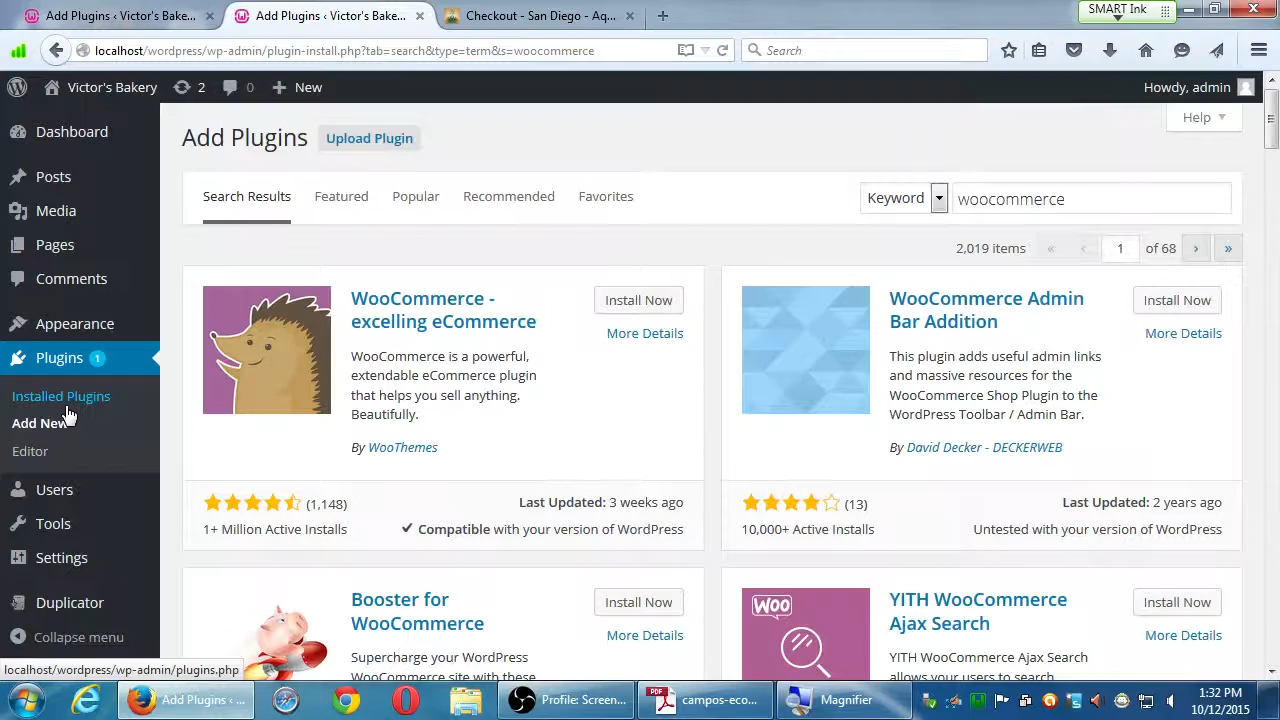 Add Plugins ‹ Victor's Bake...
Add Plugins ‹ Victor's Bake...
Checkout - San Diego - Aq...
SMART Ink
localhost/wordpress/wp-admin/plugin-install.php?tab=search&type=term&s=woocommerce
Search
Victor's Bakery
2
0
New
Howdy, admin
Dashboard
Posts
Media
Pages
Comments
Appearance
Plugins 1
Installed Plugins
Add New
Editor
Users
Tools
Settings
Duplicator
Collapse menu
localhost/wordpress/wp-admin/plugins.php
Add Plugins
Upload Plugin
Help
Search Results
Featured
Popular
Recommended
Favorites
Keyword
woocommerce
2,019 items « ‹ 1 of 68 › »
WooCommerce -
excelling eCommerce
Install Now
More Details
WooCommerce is a powerful,
extendable eCommerce plugin
that helps you sell anything.
Beautifully.
By WooThemes
(1,148)
Last Updated: 3 weeks ago
1+ Million Active Installs
Compatible with your version of WordPress
WooCommerce Admin
Bar Addition
Install Now
More Details
This plugin adds useful admin links
and massive resources for the
WooCommerce Shop Plugin to the
WordPress Toolbar / Admin Bar.
By David Decker - DECKERWEB
(13)
Last Updated: 2 years ago
10,000+ Active Installs
Untested with your version of WordPress
Booster for
WooCommerce
Install Now
More Details
Supercharge your WordPress
WooCommerce site with these
Woo
YITH WooCommerce
Ajax Search
Install Now
More Details
YITH WooCommerce Ajax Search
allows your users to search
Add Plugins ‹ ...
Profile: Screen...
PDF
campos-eco...
Magnifier
1:32 PM
10/12/2015